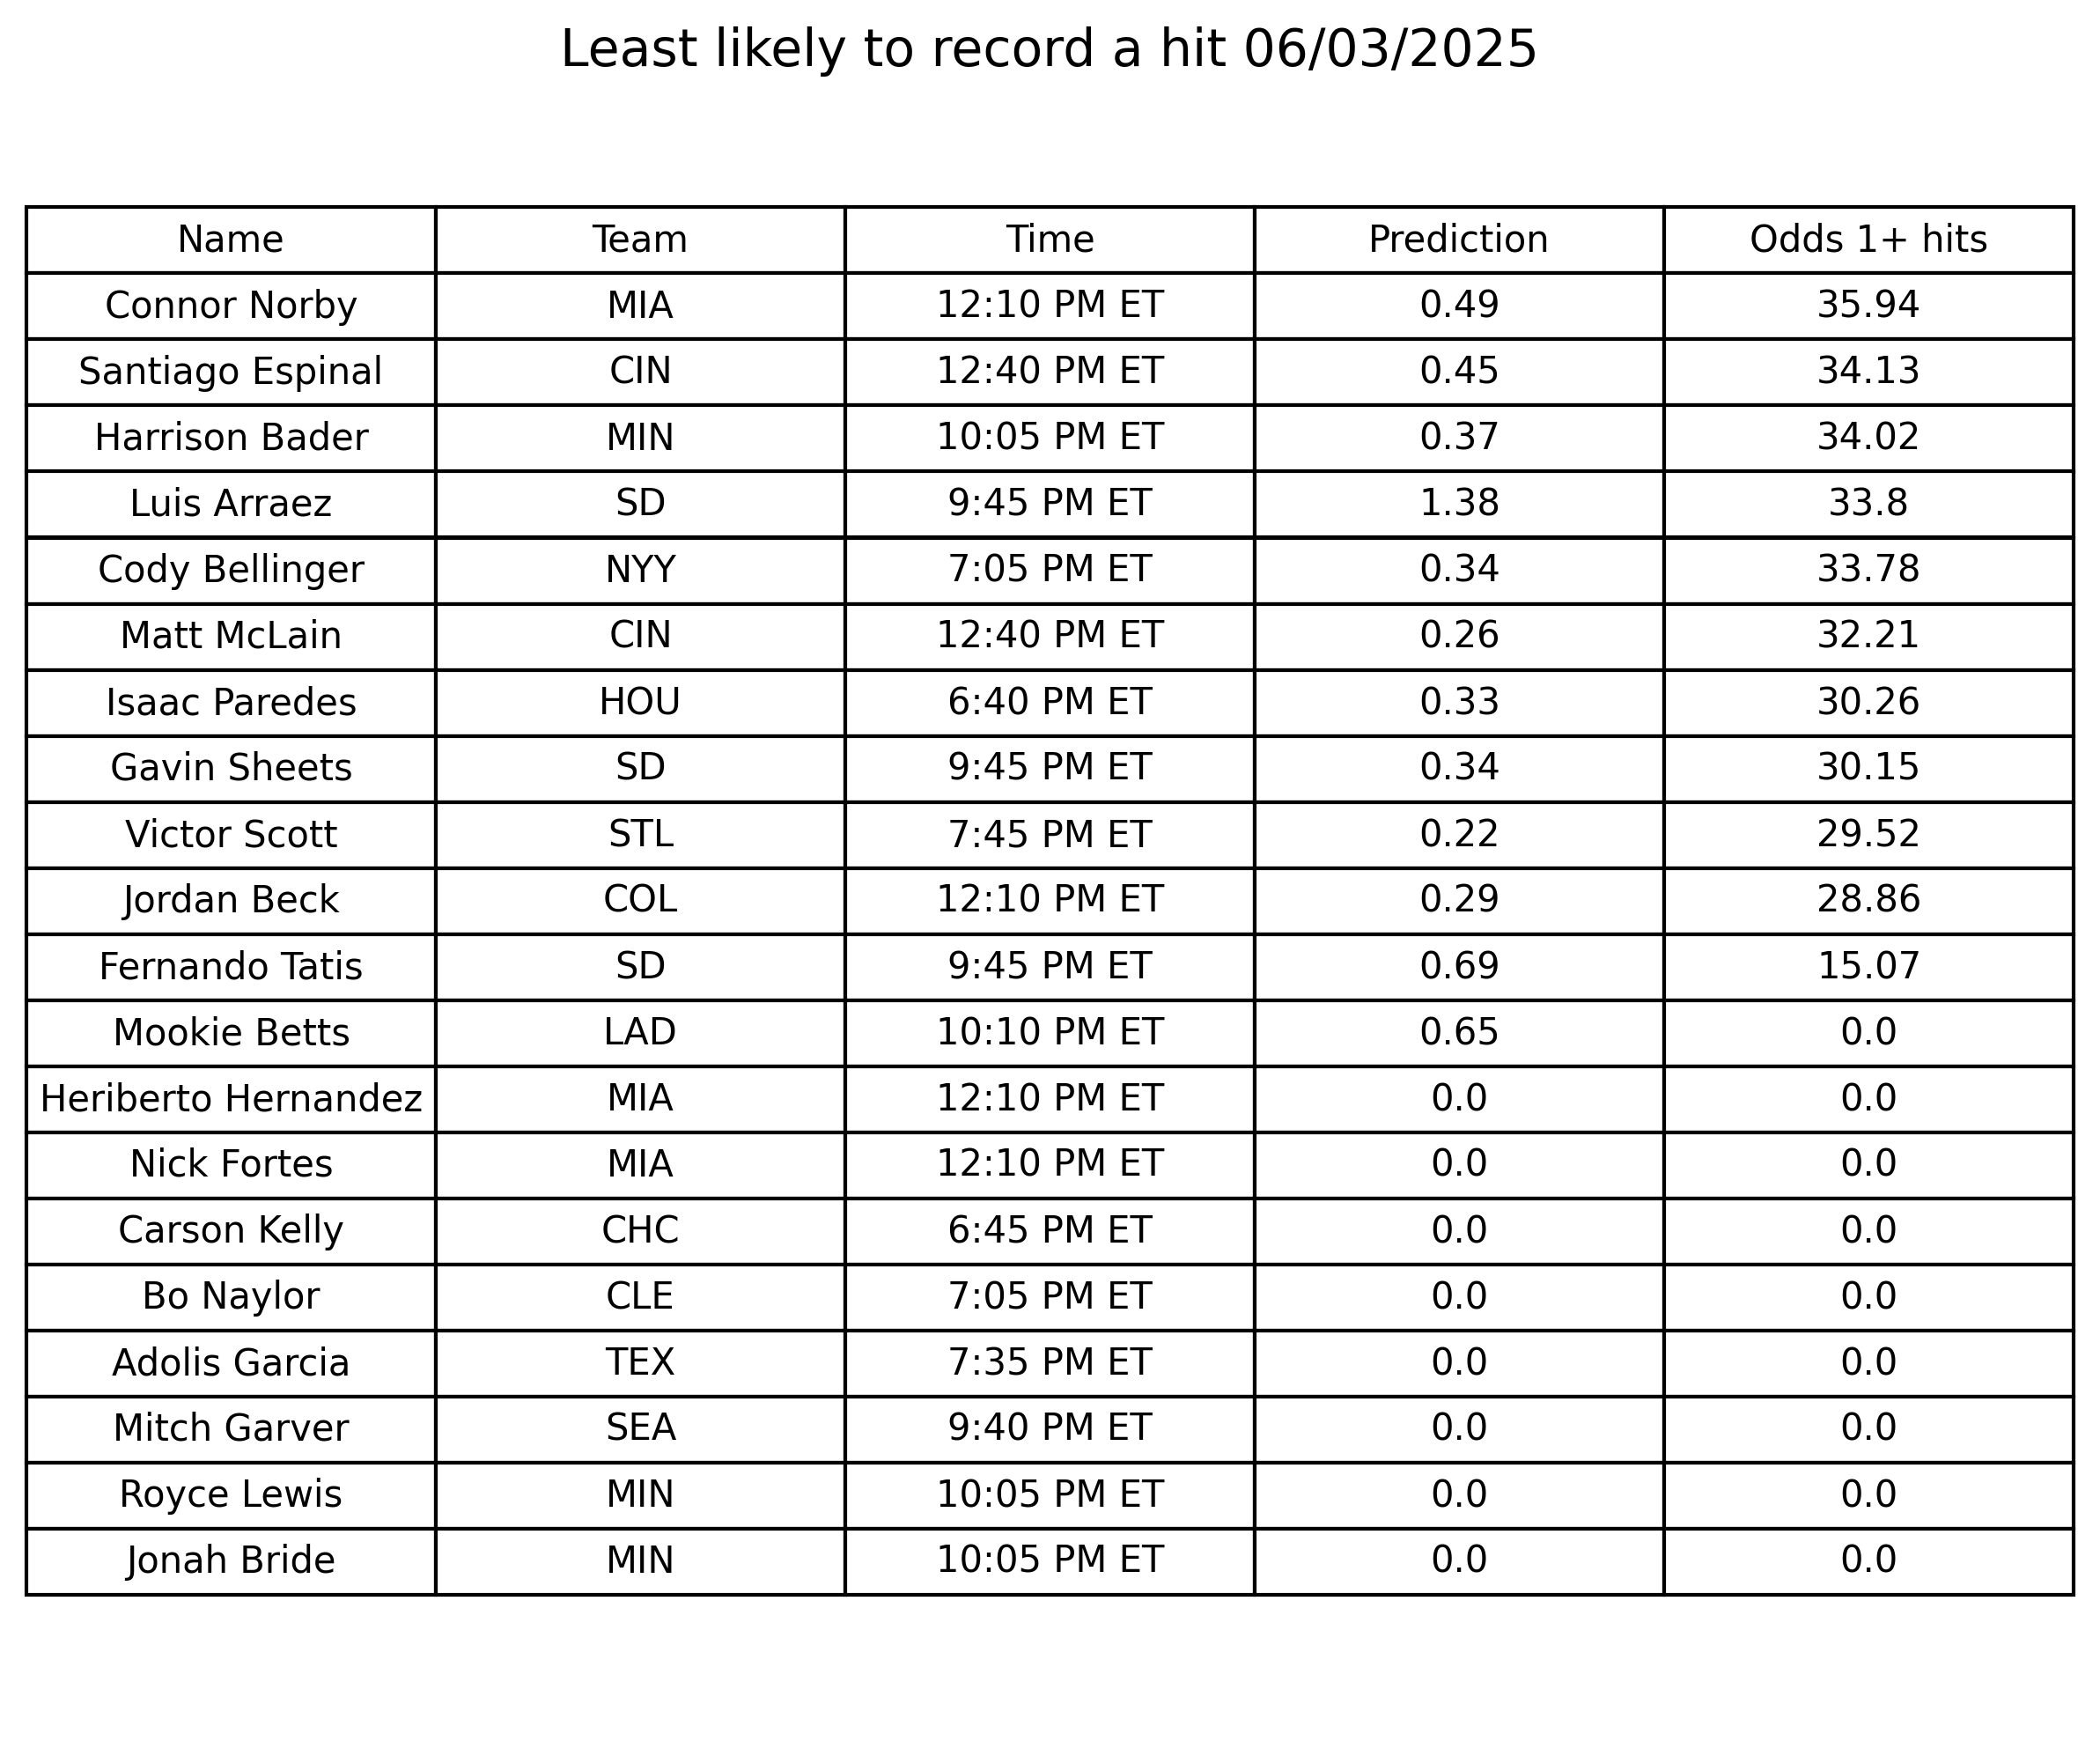 Least likely to record a hit 06/03/2025
Name Team Time Prediction Odds 1+ hits
Connor Norby MIA 12:10 PM ET 0.49 35.94
Santiago Espinal CIN 12:40 PM ET 0.45 34.13
Harrison Bader MIN 10:05 PM ET 0.37 34.02
Luis Arraez SD 9:45 PM ET 1.38 33.8
Cody Bellinger NYY 7:05 PM ET 0.34 33.78
Matt McLain CIN 12:40 PM ET 0.26 32.21
Isaac Paredes HOU 6:40 PM ET 0.33 30.26
Gavin Sheets SD 9:45 PM ET 0.34 30.15
Victor Scott STL 7:45 PM ET 0.22 29.52
Jordan Beck COL 12:10 PM ET 0.29 28.86
Fernando Tatis SD 9:45 PM ET 0.69 15.07
Mookie Betts LAD 10:10 PM ET 0.65 0.0
Heriberto Hernandez MIA 12:10 PM ET 0.0 0.0
Nick Fortes MIA 12:10 PM ET 0.0 0.0
Carson Kelly CHC 6:45 PM ET 0.0 0.0
Bo Naylor CLE 7:05 PM ET 0.0 0.0
Adolis Garcia TEX 7:35 PM ET 0.0 0.0
Mitch Garver SEA 9:40 PM ET 0.0 0.0
Royce Lewis MIN 10:05 PM ET 0.0 0.0
Jonah Bride MIN 10:05 PM ET 0.0 0.0